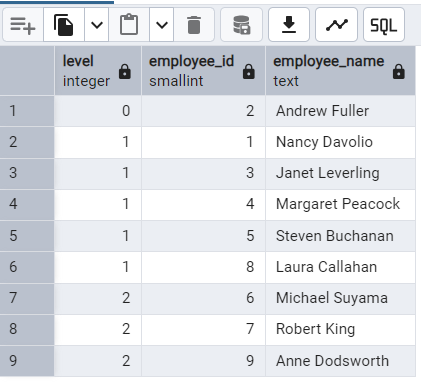 SQL
level employee_id employee_name
integer smallint text
1 0 2 Andrew Fuller
2 1 1 Nancy Davolio
3 1 3 Janet Leverling
4 1 4 Margaret Peacock
5 1 5 Steven Buchanan
6 1 8 Laura Callahan
7 2 6 Michael Suyama
8 2 7 Robert King
9 2 9 Anne Dodsworth